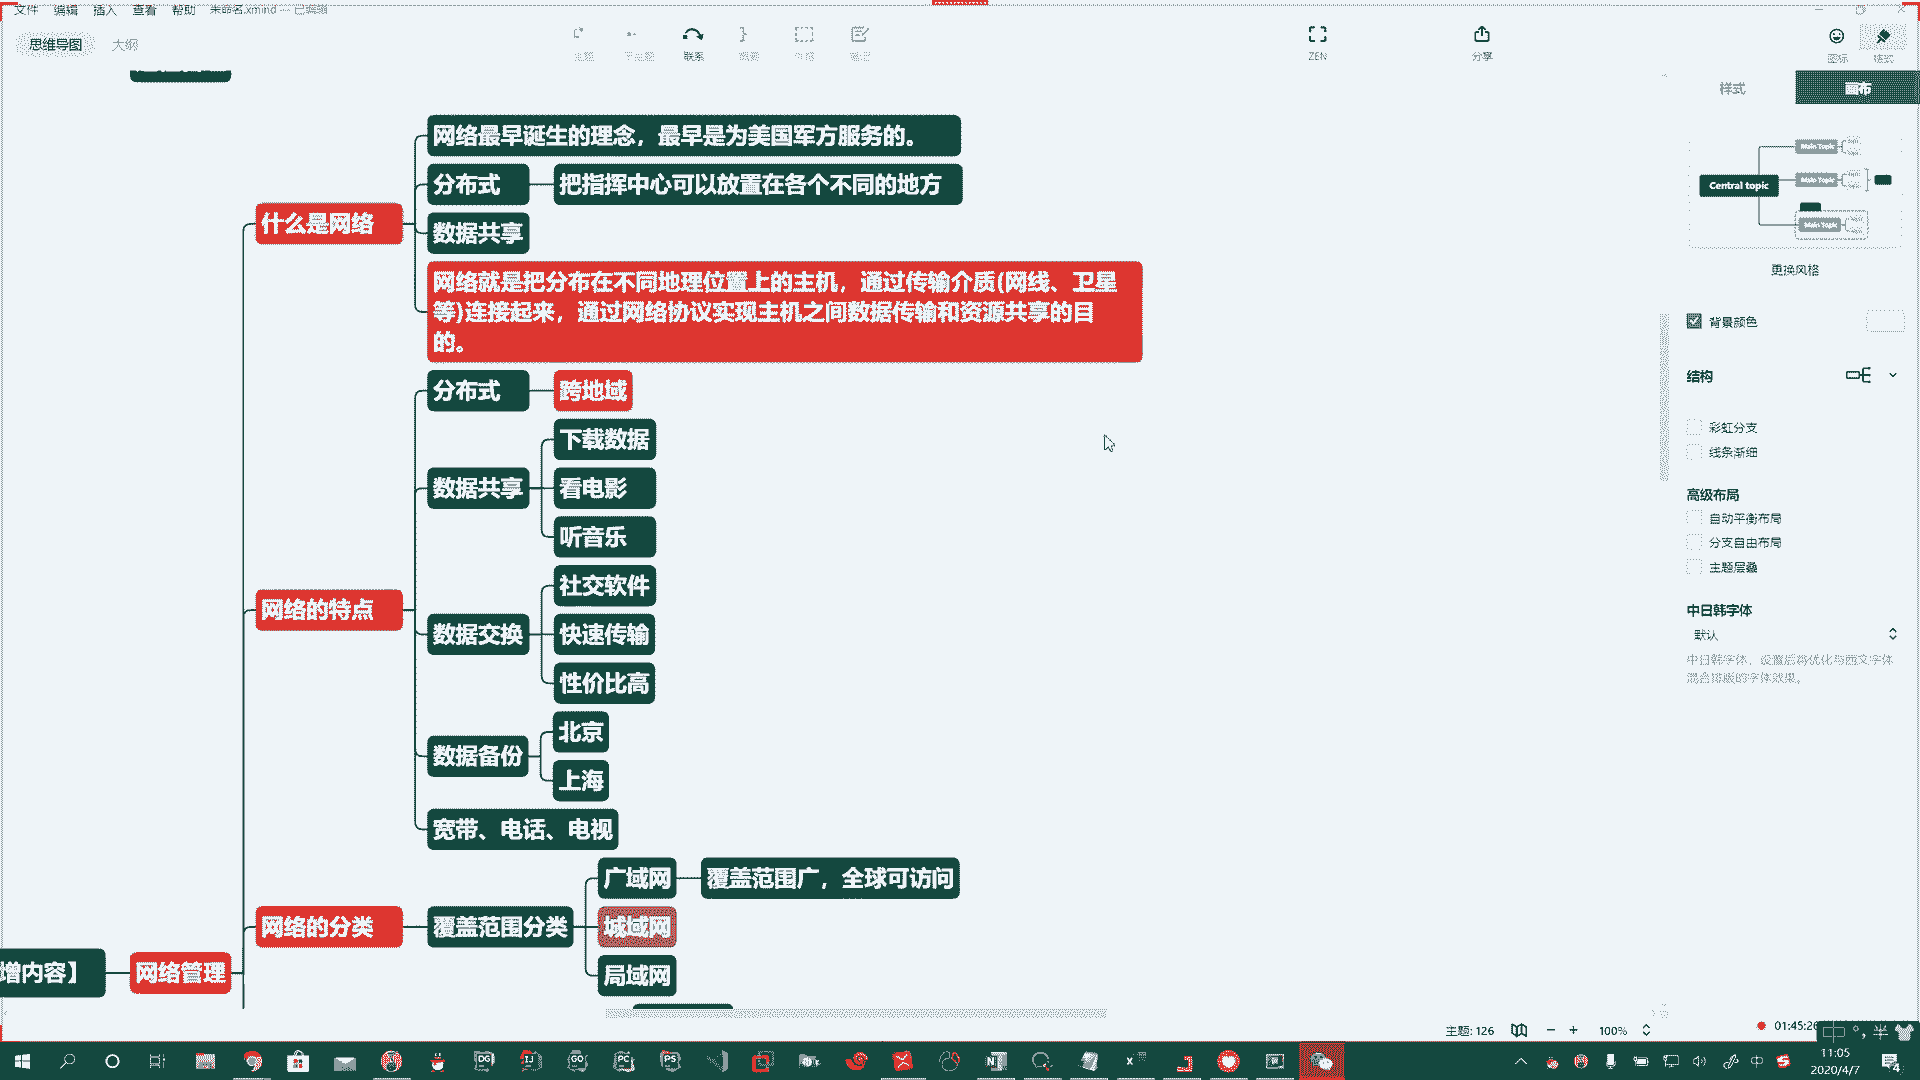 文件 编辑 插入 查看 帮助 未命名.xmind — 已编辑
思维导图 大纲
联系
ZEN
分享
图标
样式 画布
网络最早诞生的理念，最早是为美国军方服务的。
分布式 把指挥中心可以放置在各个不同的地方
什么是网络
数据共享
网络就是把分布在不同地理位置上的主机，通过传输介质(网线、卫星
等)连接起来，通过网络协议实现主机之间数据传输和资源共享的目
的。
分布式 跨地域
下载数据
数据共享 看电影
听音乐
社交软件
网络的特点
数据交换 快速传输
性价比高
北京
数据备份
上海
宽带、电话、电视
广域网 覆盖范围广，全球可访问
网络的分类 覆盖范围分类 城域网
局域网
增内容】 网络管理
Central topic
Main Topic
Main Topic
Main Topic
更换风格
背景颜色
结构
彩虹分支
线条渐细
高级布局
自动平衡布局
分支自由布局
主题层叠
中日韩字体
默认
中日韩字体，设置后将优化与西文字体
混合排版的字体效果。
主题: 126
100%
01:45:26
DG IJ GO PC PS
中
11:05
2020/4/7
4